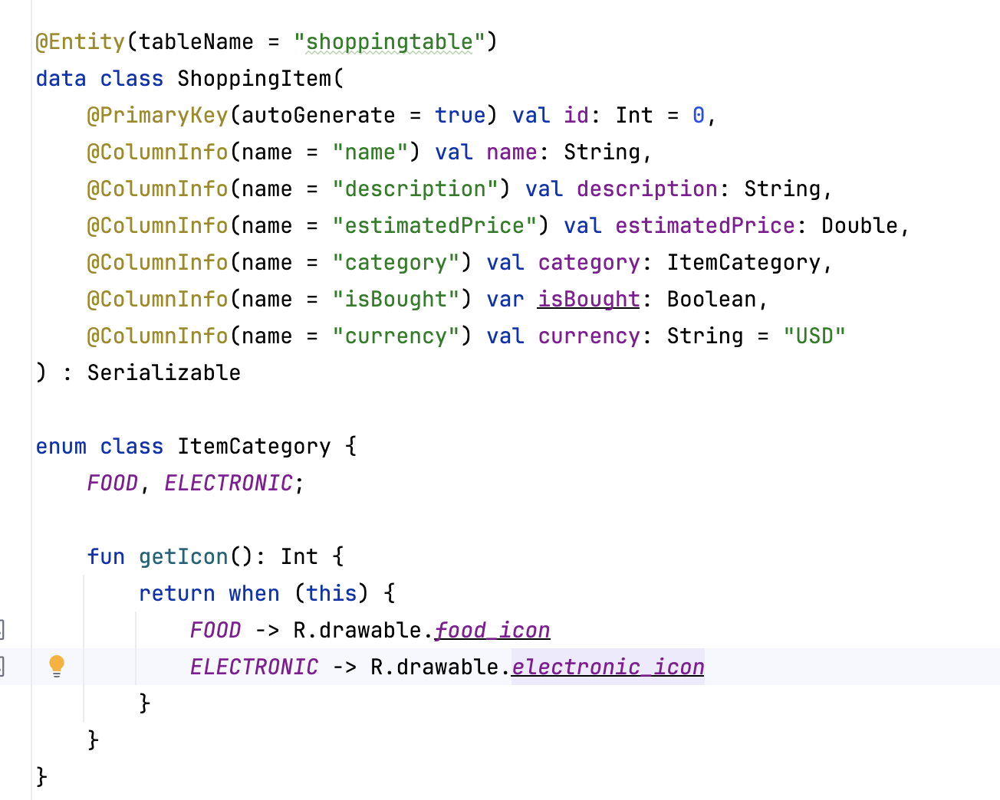 @Entity(tableName = "shoppingtable")
data class ShoppingItem(
    @PrimaryKey(autoGenerate = true) val id: Int = 0,
    @ColumnInfo(name = "name") val name: String,
    @ColumnInfo(name = "description") val description: String,
    @ColumnInfo(name = "estimatedPrice") val estimatedPrice: Double,
    @ColumnInfo(name = "category") val category: ItemCategory,
    @ColumnInfo(name = "isBought") var isBought: Boolean,
    @ColumnInfo(name = "currency") val currency: String = "USD"
) : Serializable
enum class ItemCategory {
    FOOD, ELECTRONIC;
    fun getIcon(): Int {
        return when (this) {
            FOOD -> R.drawable.food_icon
            ELECTRONIC -> R.drawable.electronic_icon
        }
    }
}